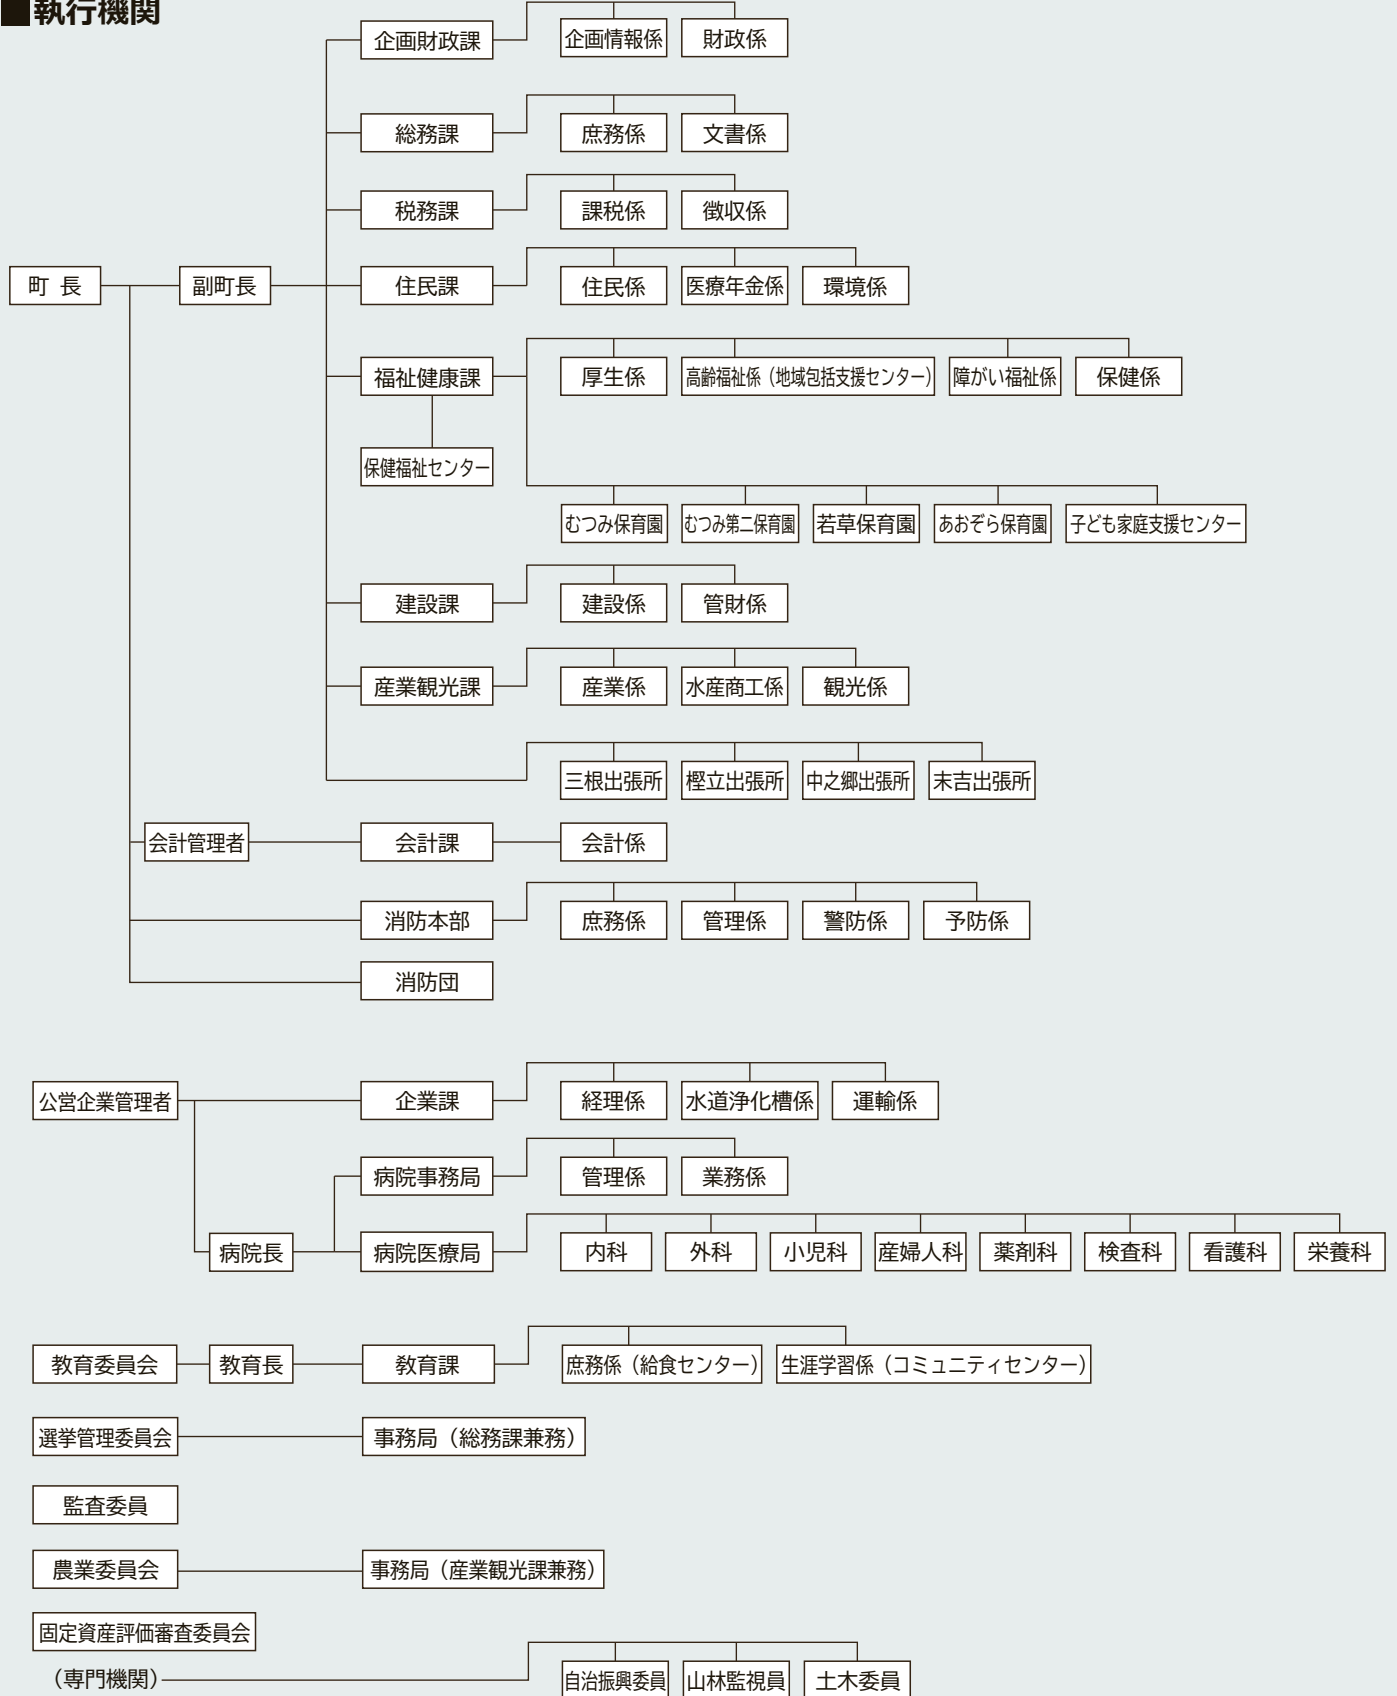 ■執行機関
企画財政課 企画情報係 財政係
総務課 庶務係 文書係
税務課 課税係 徴収係
町 長 副町長 住民課 住民係 医療年金係 環境係
福祉健康課 厚生係 高齢福祉係（地域包括支援センター） 障がい福祉係 保健係
保健福祉センター
むつみ保育園 むつみ第二保育園 若草保育園 あおぞら保育園 子ども家庭支援センター
建設課 建設係 管財係
産業観光課 産業係 水産商工係 観光係
三根出張所 樫立出張所 中之郷出張所 末吉出張所
会計管理者 会計課 会計係
消防本部 庶務係 管理係 警防係 予防係
消防団
公営企業管理者 企業課 経理係 水道浄化槽係 運輸係
病院事務局 管理係 業務係
病院長 病院医療局 内科 外科 小児科 産婦人科 薬剤科 検査科 看護科 栄養科
教育委員会 教育長 教育課 庶務係（給食センター） 生涯学習係（コミュニティセンター）
選挙管理委員会 事務局（総務課兼務）
監査委員
農業委員会 事務局（産業観光課兼務）
固定資産評価審査委員会
（専門機関） 自治振興委員 山林監視員 土木委員